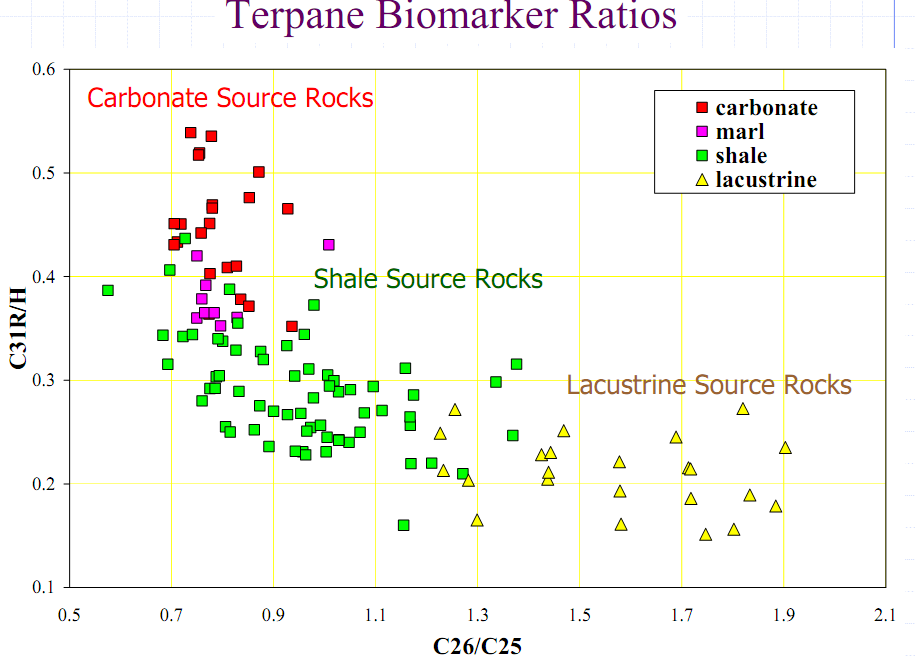 Terpane Biomarker Ratios
0.6
Carbonate Source Rocks
carbonate
marl
shale
lacustrine
0.5
0.4
Shale Source Rocks
C31R/H
0.3
Lacustrine Source Rocks
0.2
0.1
0.5 0.7 0.9 1.1 1.3 1.5 1.7 1.9 2.1
C26/C25